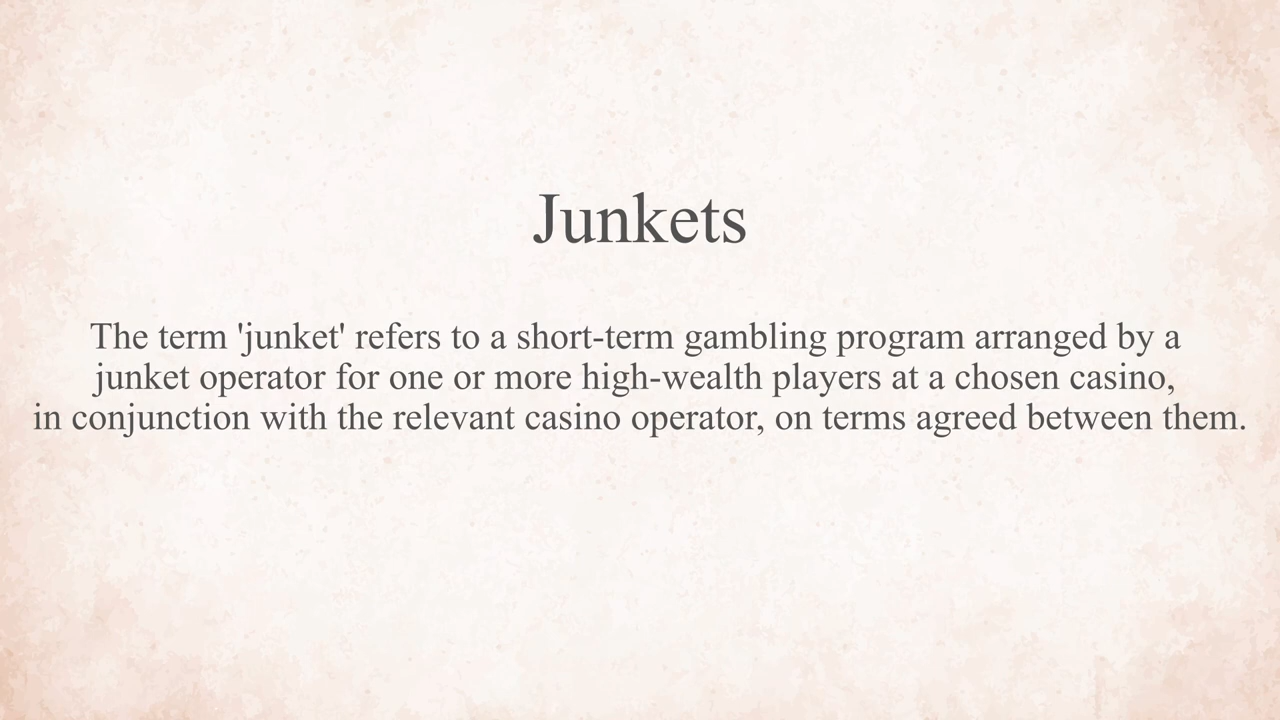 Junkets
The term 'junket' refers to a short-term gambling program arranged by a
junket operator for one or more high-wealth players at a chosen casino,
in conjunction with the relevant casino operator, on terms agreed between them.